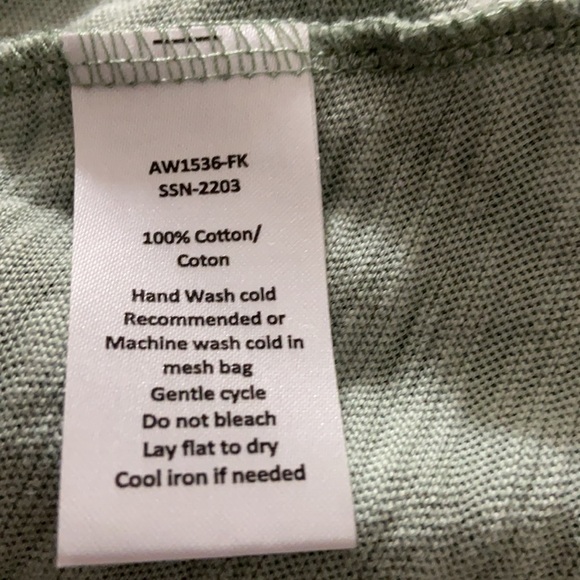 AW1536-FK
SSN-2203
100% Cotton/
Coton
Hand Wash cold
Recommended or
Machine wash cold in
mesh bag
Gentle cycle
Do not bleach
Lay flat to dry
Cool iron if needed